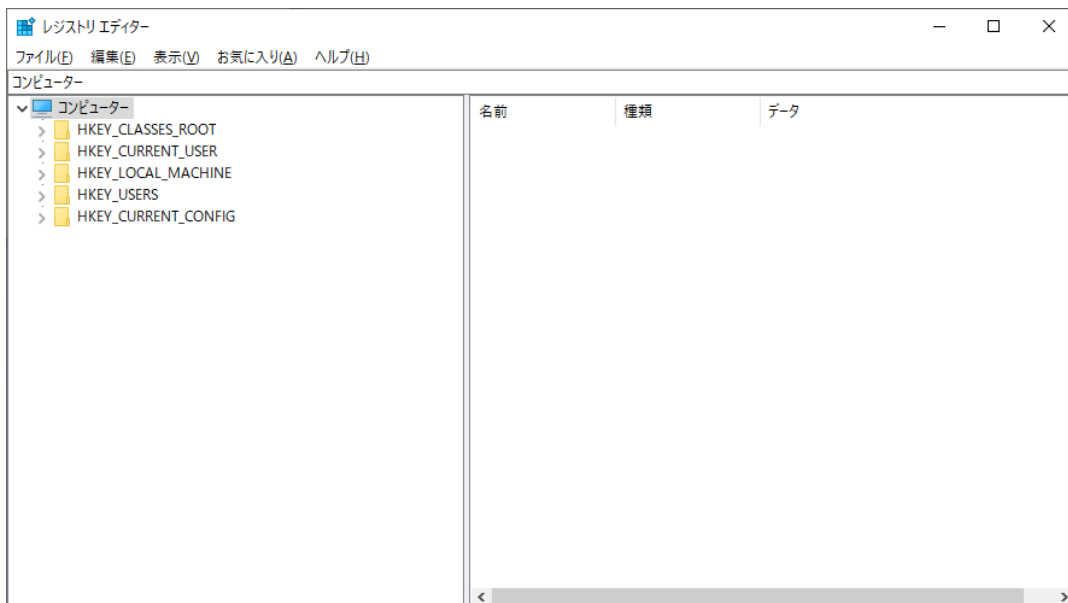 レジストリ エディター
ファイル(F) 編集(E) 表示(V) お気に入り(A) ヘルプ(H)
コンピューター
コンピューター
HKEY_CLASSES_ROOT
HKEY_CURRENT_USER
HKEY_LOCAL_MACHINE
HKEY_USERS
HKEY_CURRENT_CONFIG
名前 種類 データ